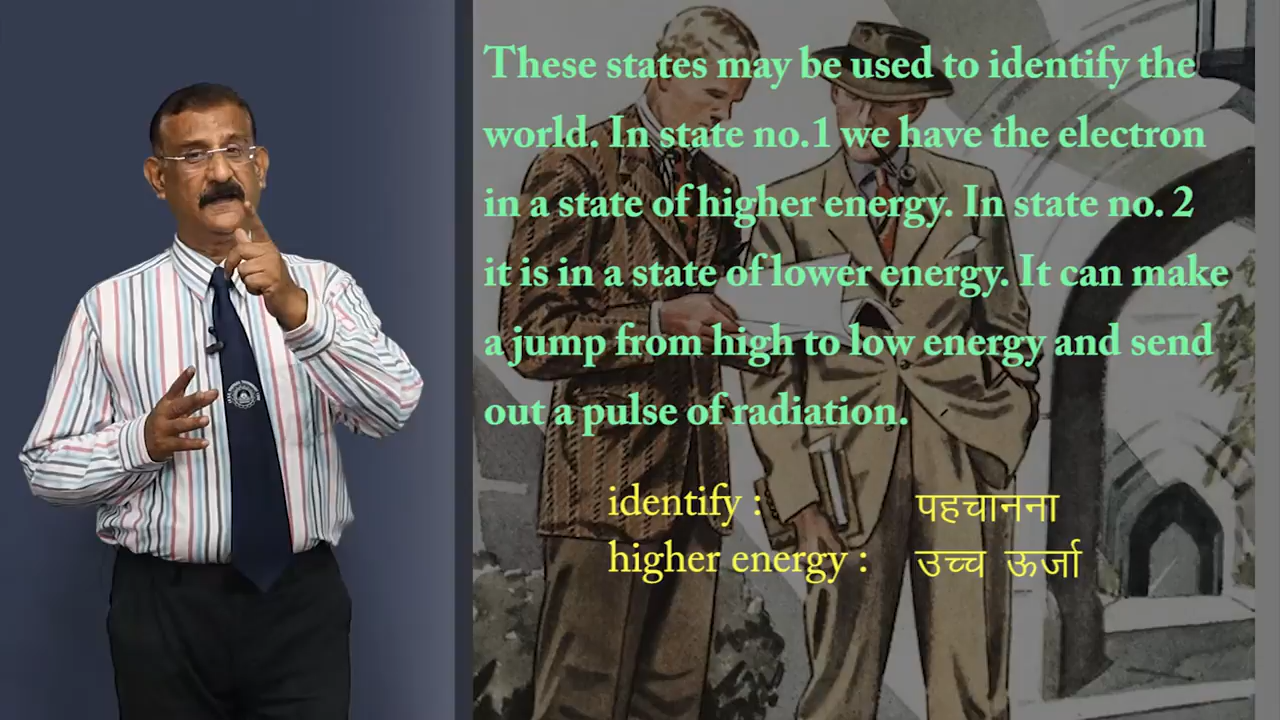 These states may be used to identify the
world. In state no.1 we have the electron
in a state of higher energy. In state no. 2
it is in a state of lower energy. It can make
a jump from high to low energy and send
out a pulse of radiation.
identify : पहचानना
higher energy : उच्च ऊर्जा